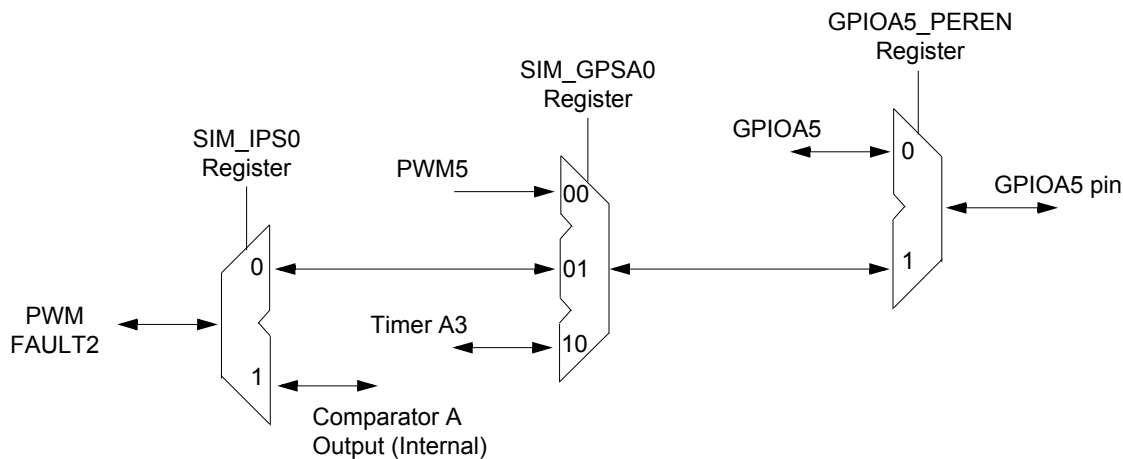 GPIOA5_PEREN
Register
SIM_GPSA0
Register
SIM_IPS0
Register
GPIOA5
0
PWM5
00
GPIOA5 pin
0
01
1
PWM
FAULT2
Timer A3
10
1
Comparator A
Output (Internal)